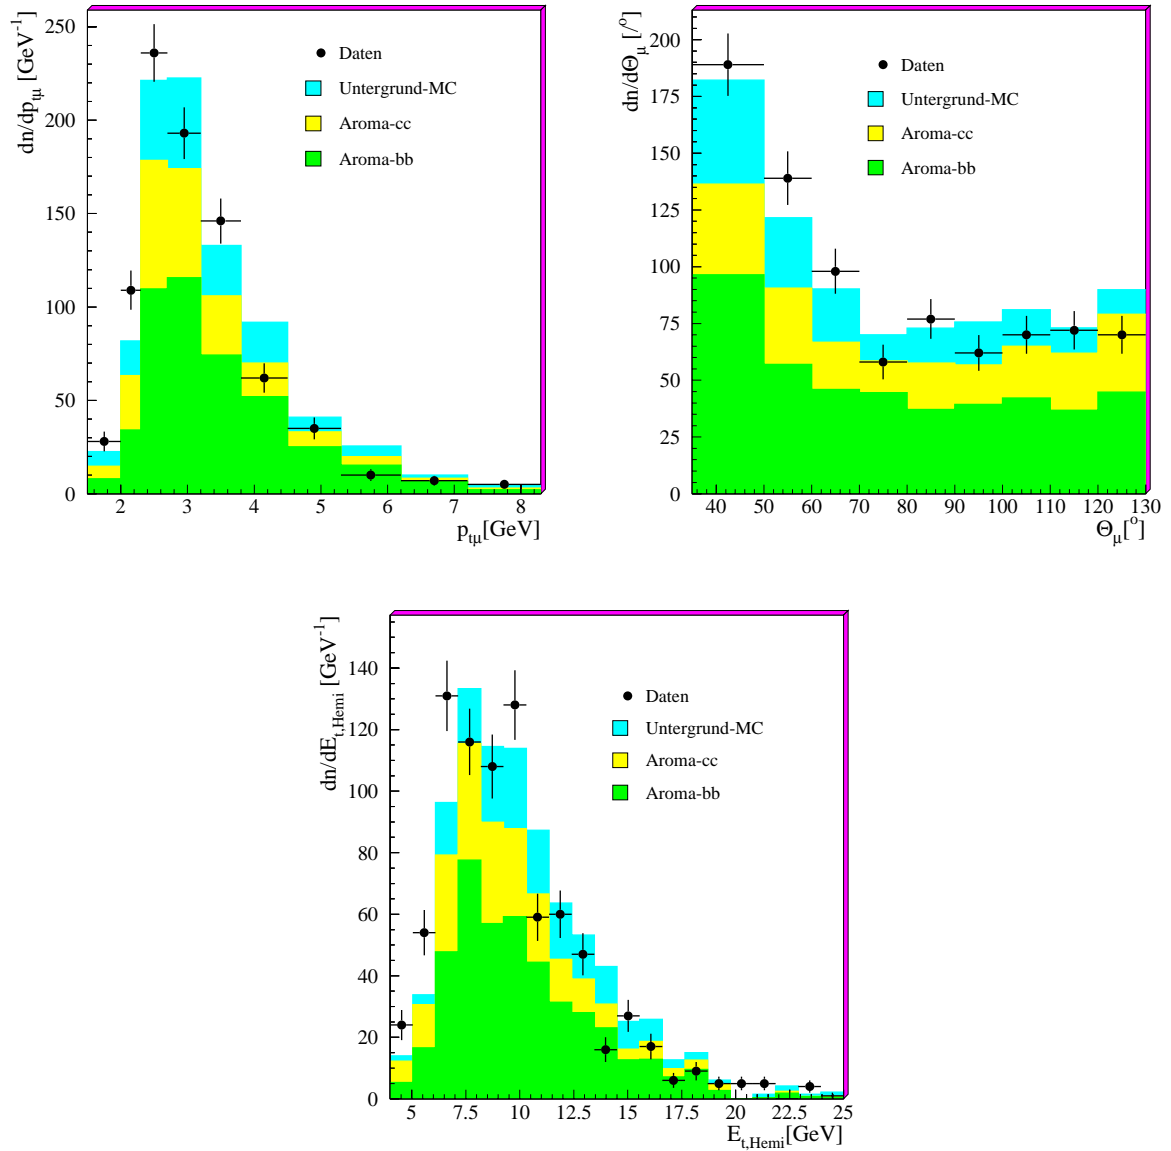 dn/dp_tμ [GeV⁻¹]
250
200
150
100
50
0
Daten
Untergrund-MC
Aroma-cc
Aroma-bb
2 3 4 5 6 7 8
p_tμ[GeV]
dn/dΘ_μ [/°]
200
175
150
125
100
75
50
25
0
Daten
Untergrund-MC
Aroma-cc
Aroma-bb
40 50 60 70 80 90 100 110 120 130
Θ_μ[°]
dn/dE_t,Hemi [GeV⁻¹]
140
120
100
80
60
40
20
0
Daten
Untergrund-MC
Aroma-cc
Aroma-bb
5 7.5 10 12.5 15 17.5 20 22.5 25
E_t,Hemi[GeV]